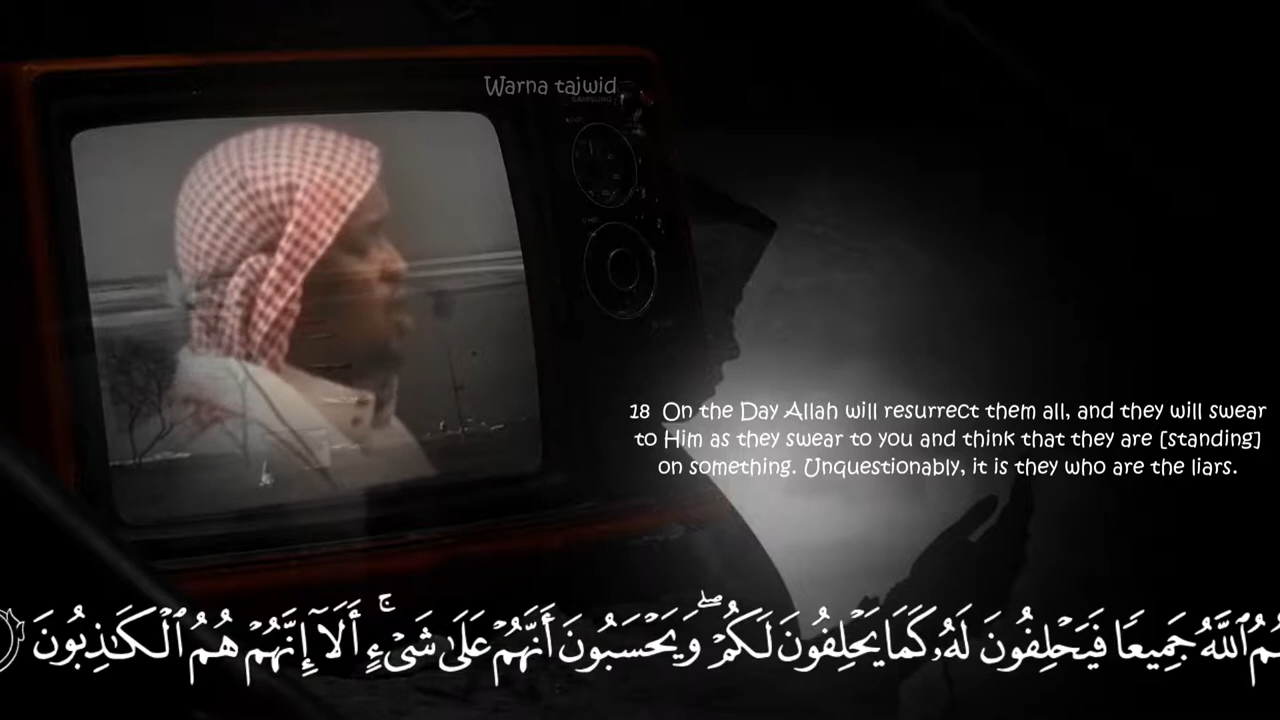 Warna tajwid
SAMSUNG
18 On the Day Allah will resurrect them all, and they will swear
to Him as they swear to you and think that they are [standing]
on something. Unquestionably, it is they who are the liars.
ٱللَّهُ جَمِيعًا فَيَحْلِفُونَ لَهُۥ كَمَا يَحْلِفُونَ لَكُمْ ۖ وَيَحْسَبُونَ أَنَّهُمْ عَلَىٰ شَىْءٍ ۚ أَلَآ إِنَّهُمْ هُمُ ٱلْكَـٰذِبُونَ